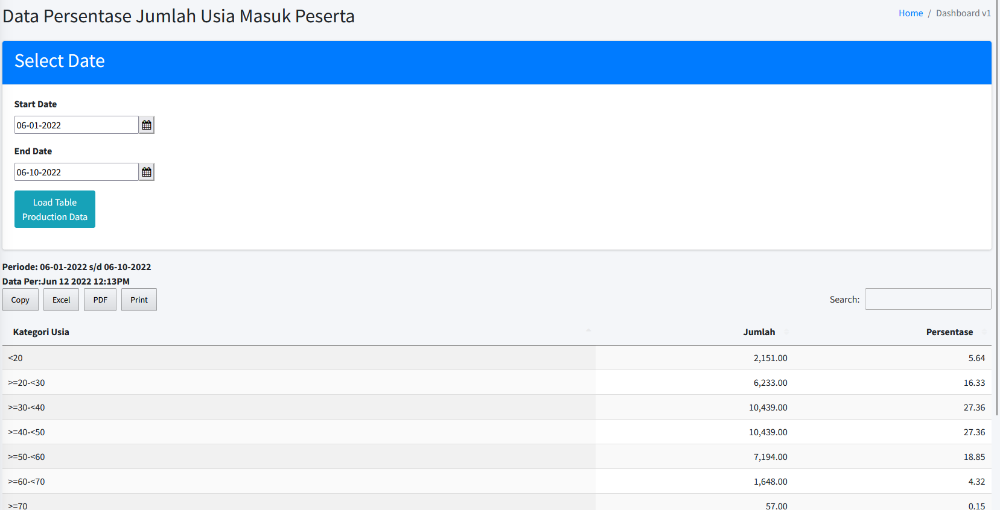 Data Persentase Jumlah Usia Masuk Peserta
Home / Dashboard v1
Select Date
Start Date
06-01-2022
End Date
06-10-2022
Load Table
Production Data
Periode: 06-01-2022 s/d 06-10-2022
Data Per:Jun 12 2022 12:13PM
Copy Excel PDF Print Search:
Kategori Usia Jumlah Persentase
<20 2,151.00 5.64
>=20-<30 6,233.00 16.33
>=30-<40 10,439.00 27.36
>=40-<50 10,439.00 27.36
>=50-<60 7,194.00 18.85
>=60-<70 1,648.00 4.32
>=70 57.00 0.15